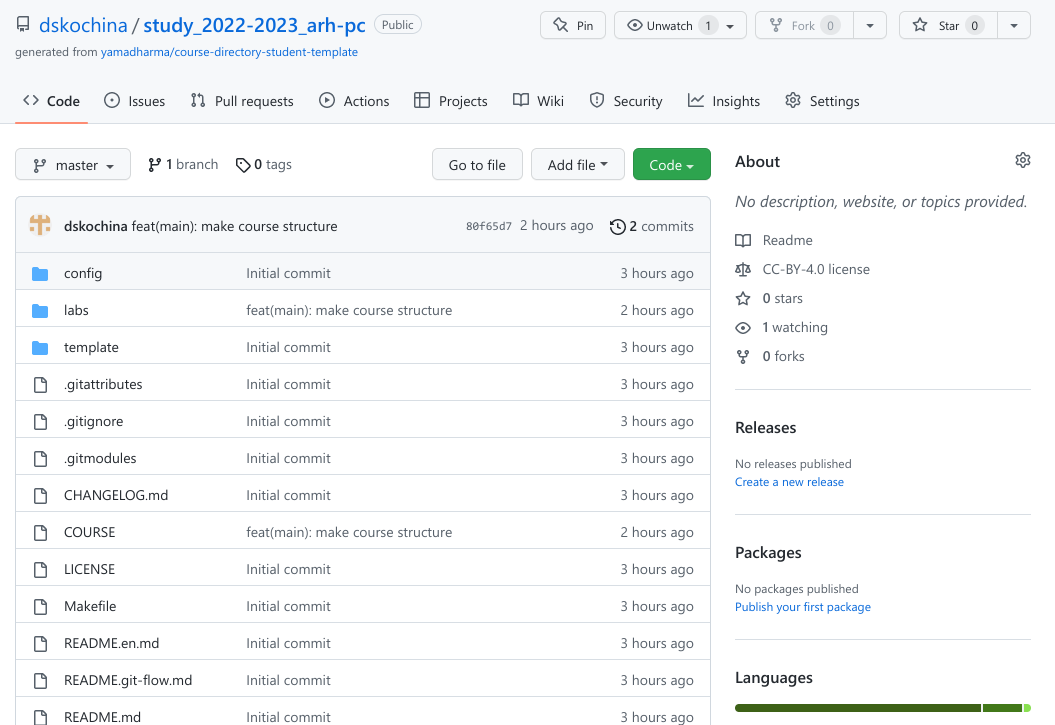 dskochina / study_2022-2023_arh-pc Public Pin Unwatch 1 Fork 0 Star 0
generated from yamadharma/course-directory-student-template
Code Issues Pull requests Actions Projects Wiki Security Insights Settings
master 1 branch 0 tags Go to file Add file Code
dskochina feat(main): make course structure 80f65d7 2 hours ago 2 commits
config Initial commit 3 hours ago
labs feat(main): make course structure 2 hours ago
template Initial commit 3 hours ago
.gitattributes Initial commit 3 hours ago
.gitignore Initial commit 3 hours ago
.gitmodules Initial commit 3 hours ago
CHANGELOG.md Initial commit 3 hours ago
COURSE feat(main): make course structure 2 hours ago
LICENSE Initial commit 3 hours ago
Makefile Initial commit 3 hours ago
README.en.md Initial commit 3 hours ago
README.git-flow.md Initial commit 3 hours ago
README.md Initial commit 3 hours ago
About
No description, website, or topics provided.
Readme
CC-BY-4.0 license
0 stars
1 watching
0 forks
Releases
No releases published
Create a new release
Packages
No packages published
Publish your first package
Languages